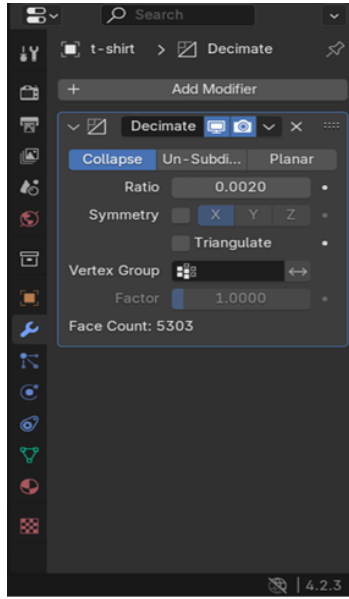 Search
t-shirt > Decimate
+ Add Modifier
Decimate
Collapse Un-Subdi... Planar
Ratio 0.0020
Symmetry X Y Z
Triangulate
Vertex Group
Factor 1.0000
Face Count: 5303
4.2.3